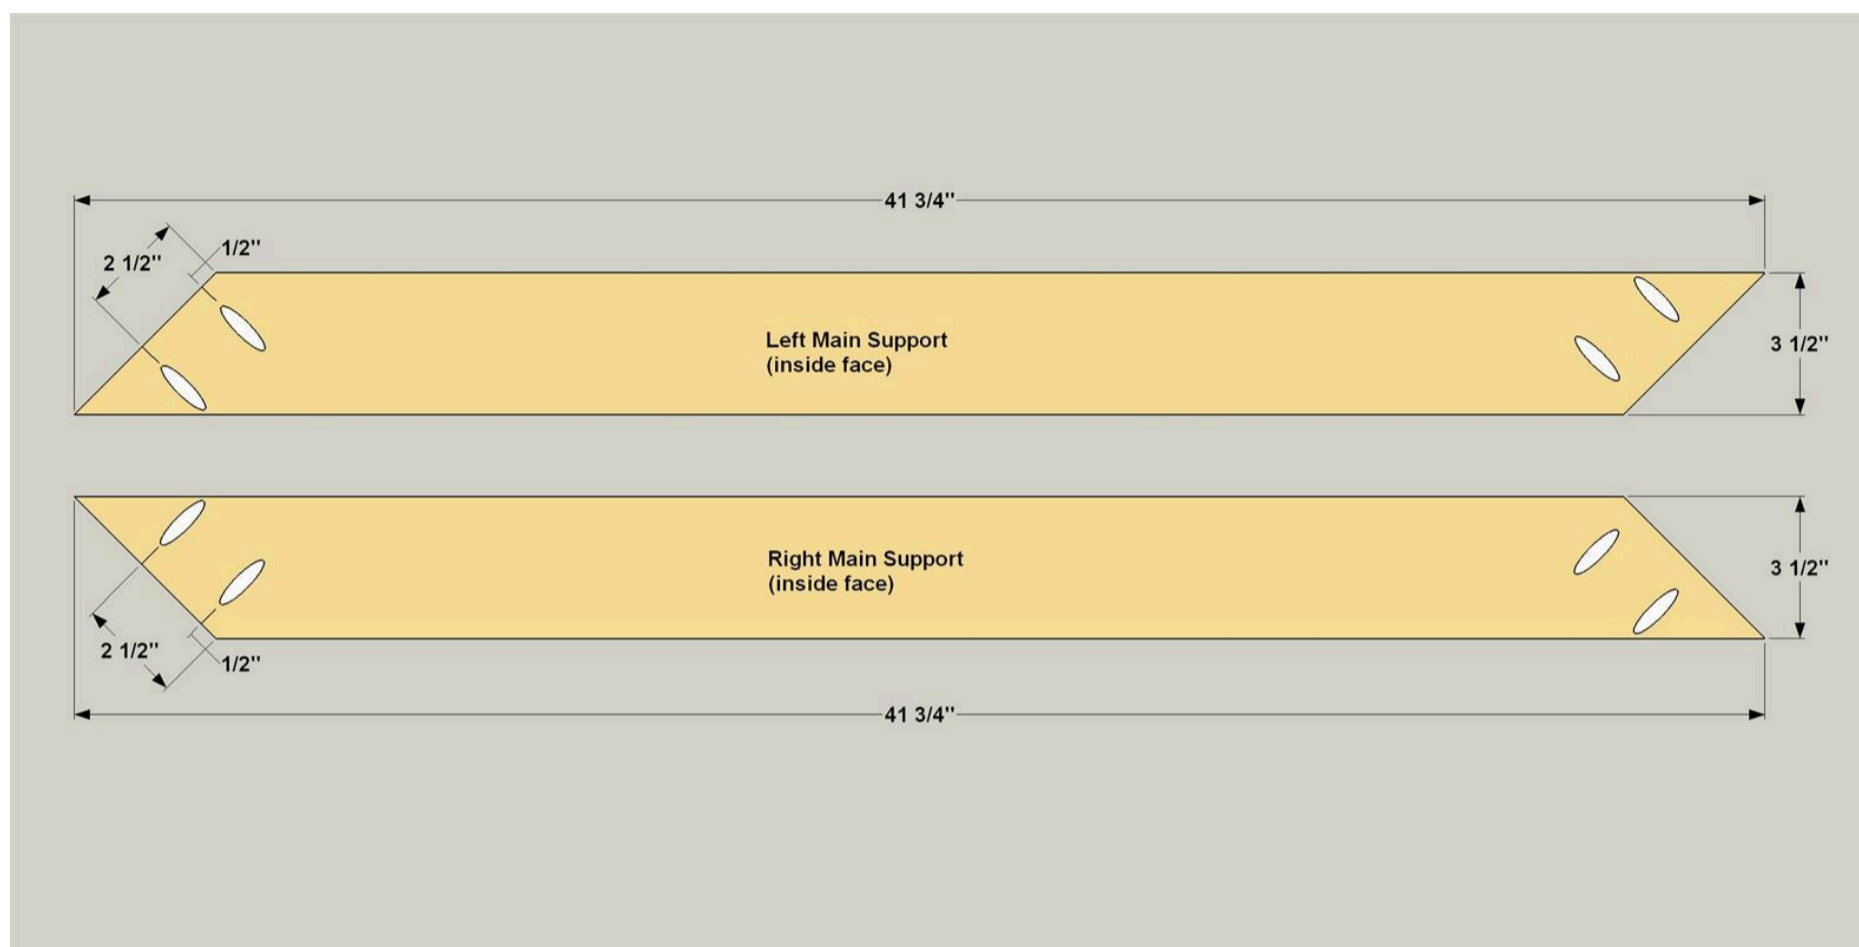 41 3/4"
1/2"
2 1/2"
Left Main Support
(inside face)
3 1/2"
Right Main Support
(inside face)
3 1/2"
2 1/2"
1/2"
41 3/4"